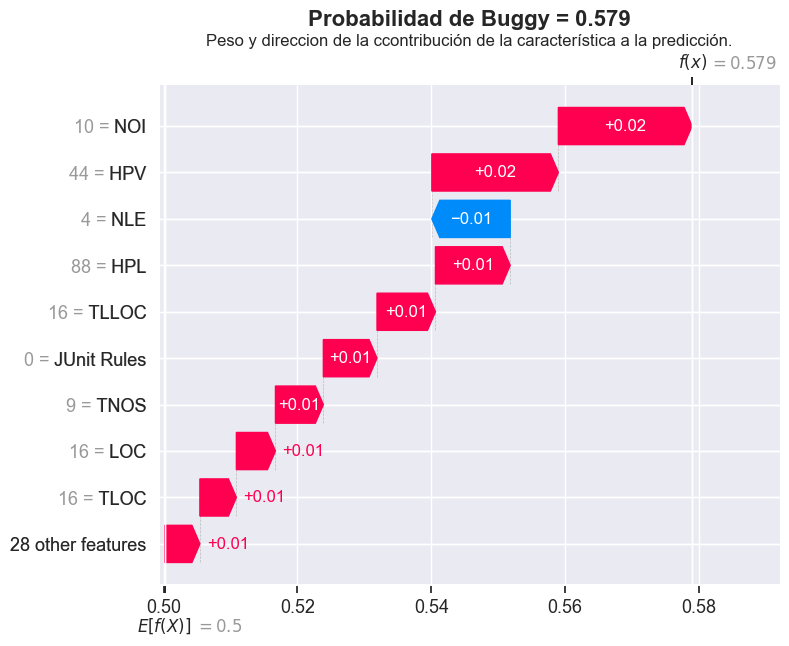 Probabilidad de Buggy = 0.579
Peso y direccion de la ccontribución de la característica a la predicción.
f(x) = 0.579
10 = NOI
+0.02
44 = HPV
+0.02
4 = NLE
−0.01
88 = HPL
+0.01
16 = TLLOC
+0.01
0 = JUnit Rules
+0.01
9 = TNOS
+0.01
16 = LOC
+0.01
16 = TLOC
+0.01
28 other features
+0.01
0.50 0.52 0.54 0.56 0.58
E[f(X)] = 0.5